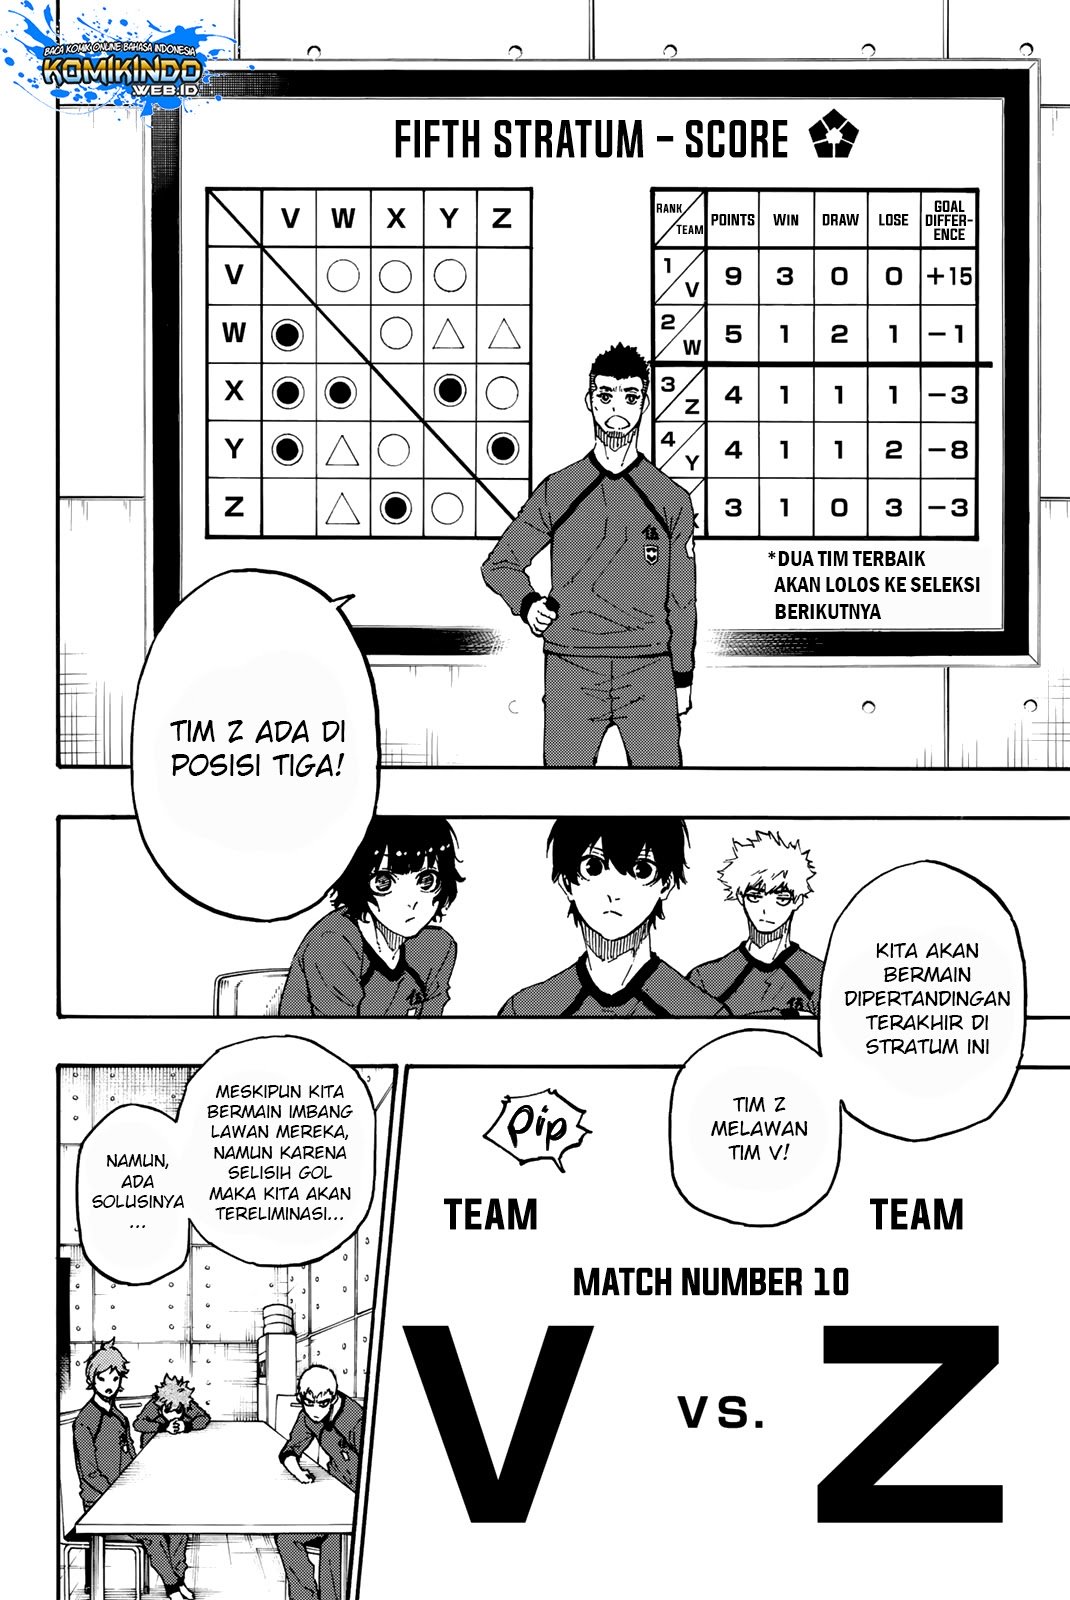 BACA KOMIK ONLINE BAHASA INDONESIA
KOMIKINDO
WEB.ID
FIFTH STRATUM – SCORE
V W X Y Z
V
W
X
Y
Z
RANK TEAM POINTS WIN DRAW LOSE GOAL DIFFER-ENCE
1 V 9 3 0 0 +15
2 W 5 1 2 1 −1
3 Z 4 1 1 1 −3
4 Y 4 1 1 2 −8
X 3 1 0 3 −3
*DUA TIM TERBAIK
AKAN LOLOS KE SELEKSI
BERIKUTNYA
伍
TIM Z ADA DI
POSISI TIGA!
伍
伍
KITA AKAN
BERMAIN
DIPERTANDINGAN
TERAKHIR DI
STRATUM INI
TIM Z
MELAWAN
TIM V!
MESKIPUN KITA
BERMAIN IMBANG
LAWAN MEREKA,
NAMUN KARENA
SELISIH GOL
MAKA KITA AKAN
TERELIMINASI...
NAMUN,
ADA
SOLUSINYA
...
PIP
TEAM TEAM
MATCH NUMBER 10
V VS. Z